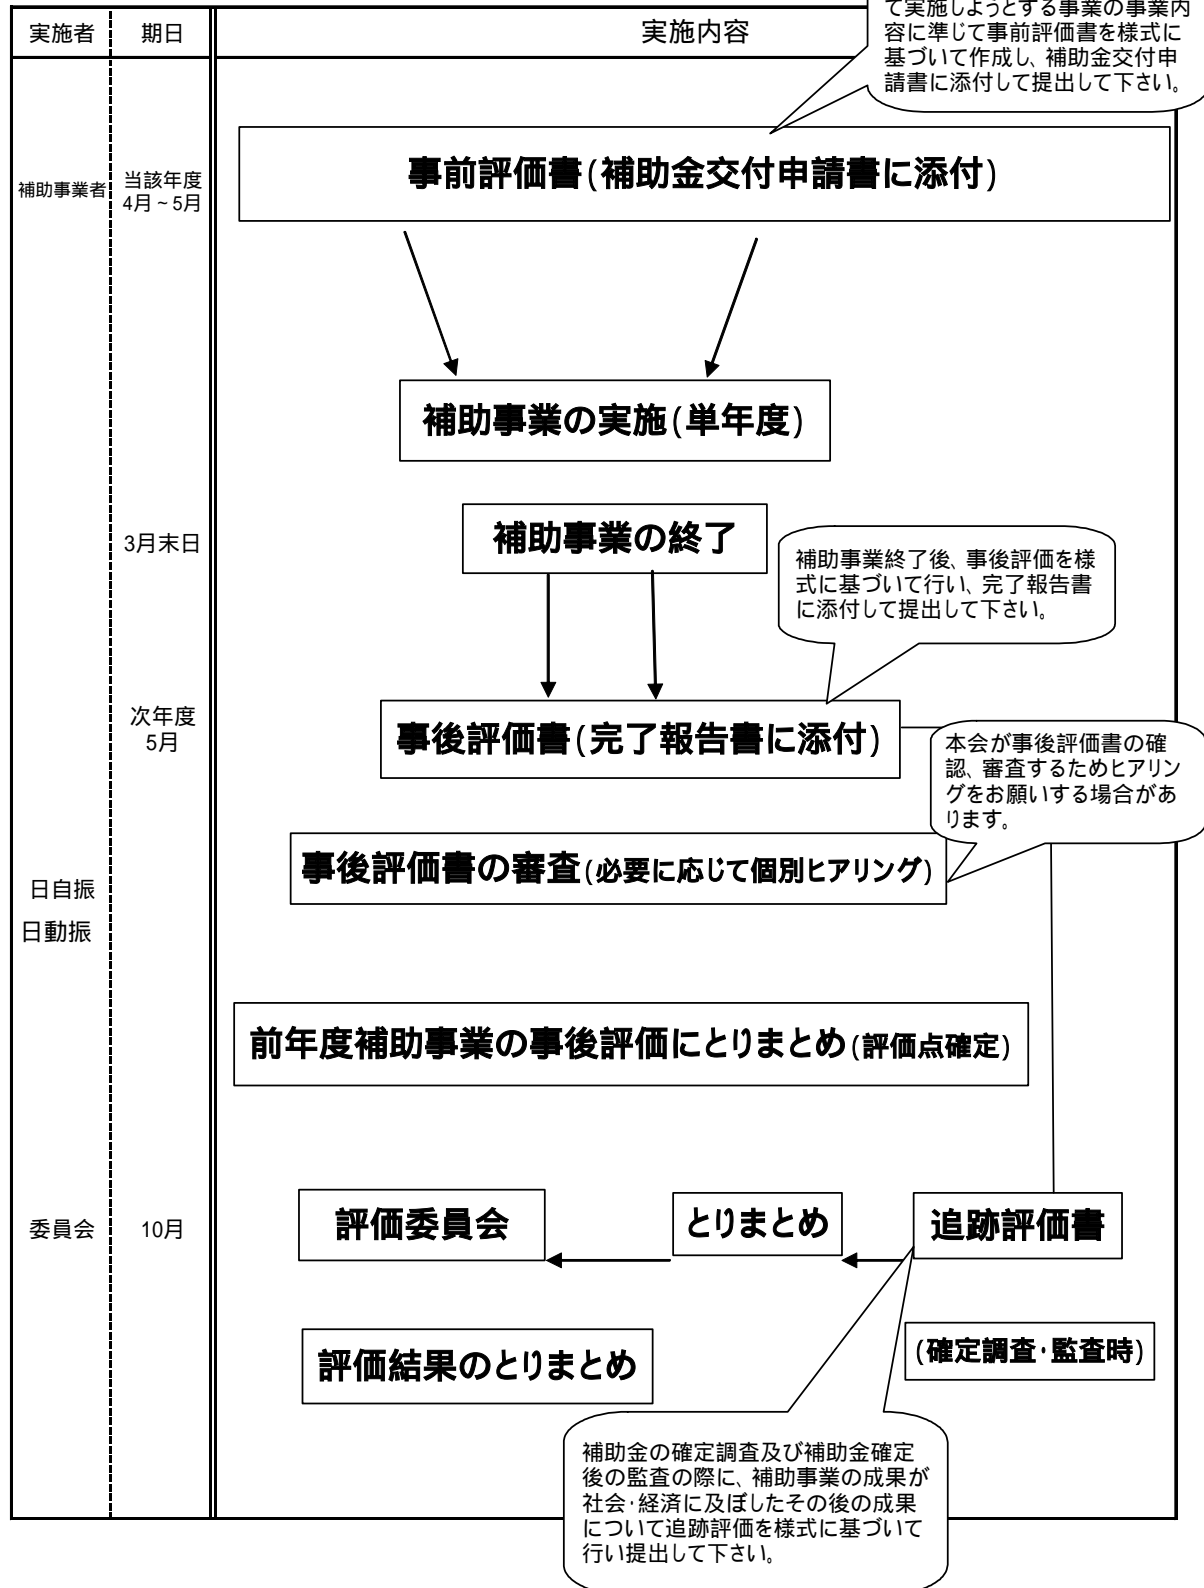 て実施しようとする事業の事業内
容に準じて事前評価書を様式に
基づいて作成し、補助金交付申
請書に添付して提出して下さい。
実施者
期日
実施内容
補助事業者
当該年度
4月~5月
事前評価書(補助金交付申請書に添付)
補助事業の実施(単年度)
3月末日
補助事業の終了
補助事業終了後、事後評価を様
式に基づいて行い、完了報告書
に添付して提出して下さい。
次年度
5月
事後評価書(完了報告書に添付)
本会が事後評価書の確
認、審査するためヒアリン
グをお願いする場合があ
ります。
日自振
日動振
事後評価書の審査(必要に応じて個別ヒアリング)
前年度補助事業の事後評価にとりまとめ(評価点確定)
委員会
10月
評価委員会
とりまとめ
追跡評価書
評価結果のとりまとめ
(確定調査・監査時)
補助金の確定調査及び補助金確定
後の監査の際に、補助事業の成果が
社会・経済に及ぼしたその後の成果
について追跡評価を様式に基づいて
行い提出して下さい。